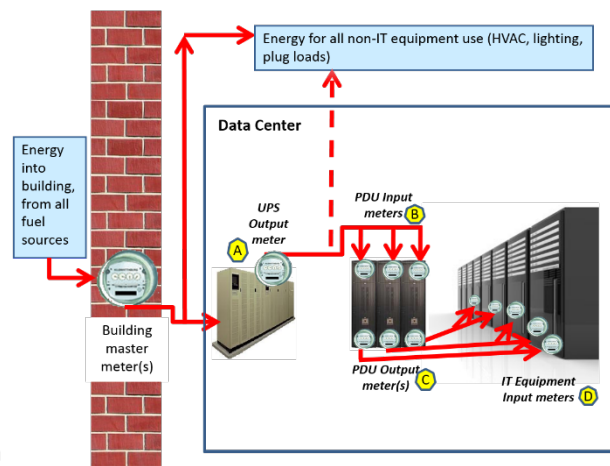 Energy for all non-IT equipment use (HVAC, lighting,
plug loads)
Data Center
Energy
into
building,
from all
fuel
sources
UPS
Output
meter
A
PDU Input
meters
B
Building
master
meter(s)
PDU Output
meter(s)
C
IT Equipment
Input meters
D